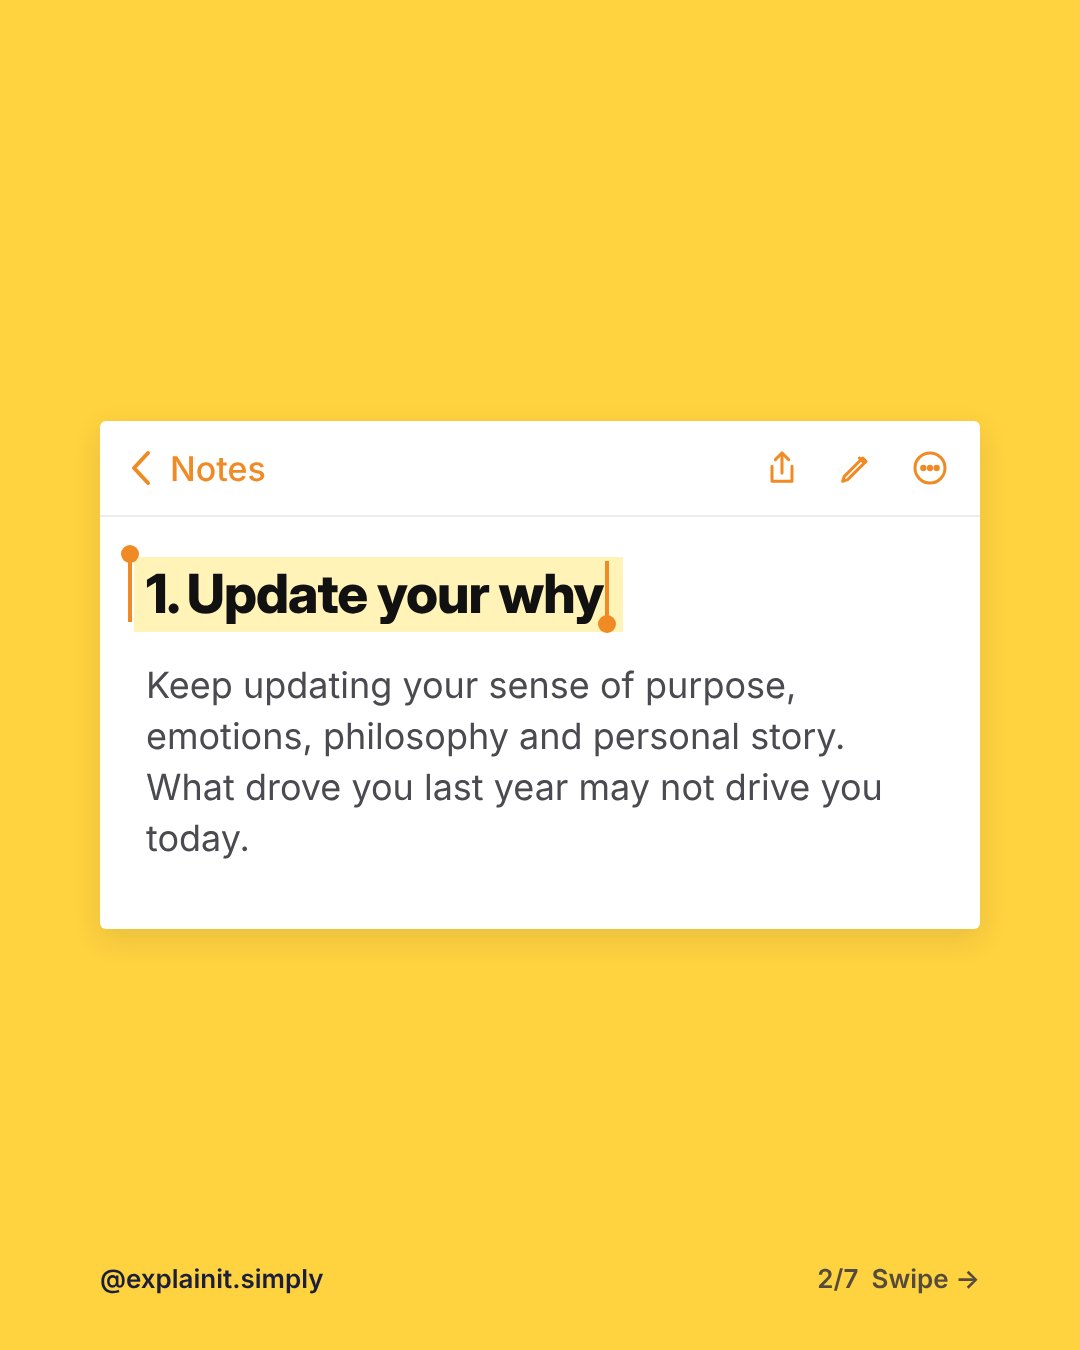 Notes
1. Update your why
Keep updating your sense of purpose,
emotions, philosophy and personal story.
What drove you last year may not drive you
today.
@explainit.simply
2/7 Swipe →